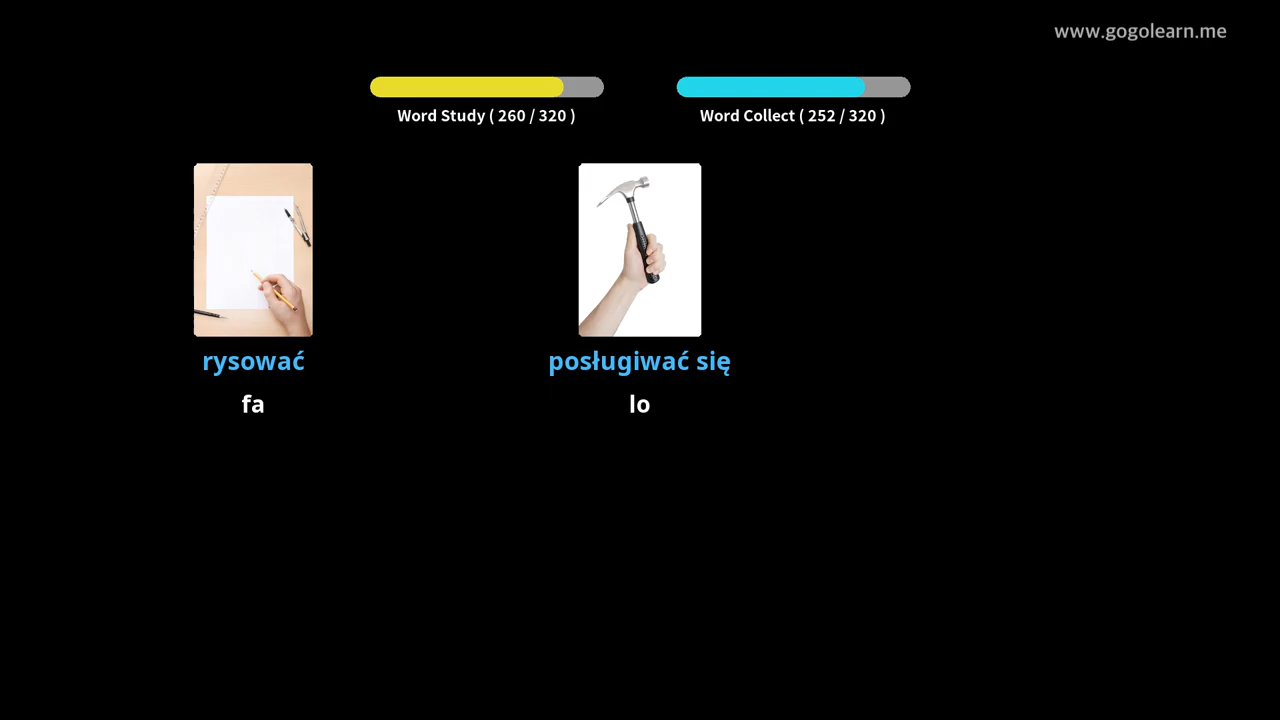 www.gogolearn.me
Word Study ( 260 / 320 )
Word Collect ( 252 / 320 )
rysować
posługiwać się
fa
lo